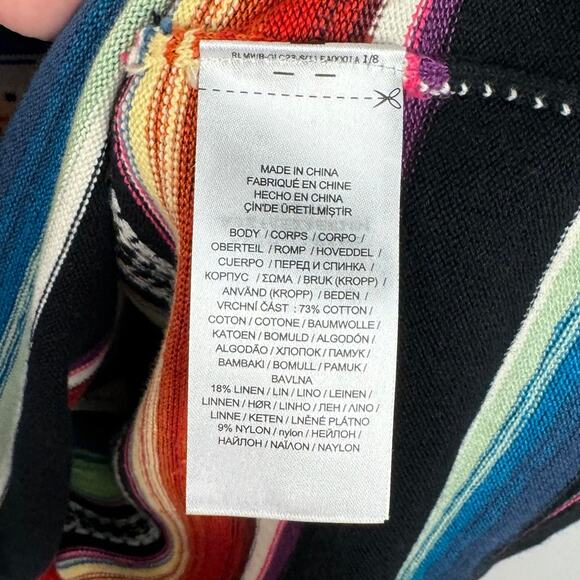 1/8
MADE IN CHINA
FABRIQUÉ EN CHINE
HECHO EN CHINA
ÇİN'DE ÜRETİLMİŞTİR
BODY / CORPS / CORPO /
OBERTEIL / ROMP / HOVEDDEL /
CUERPO / ПЕРЕД И СПИНКА /
КОРПУС / ΣΩΜΑ / BRUK (KROPP) /
ANVÄND (KROPP) / BEDEN /
VRCHNÍ ČÁST : 73% COTTON /
COTON / COTONE / BAUMWOLLE /
KATOEN / BOMULD / ALGODÓN /
ALGODÃO / ХЛОПОК / ПАМУК /
ΒΑΜΒΑΚΙ / BOMULL / PAMUK /
BAVLNA
18% LINEN / LIN / LINO / LEINEN /
LINNEN / HØR / LINHO / ЛЕН / ΛΙΝΟ /
LINNE / KETEN / LNĚNÉ PLÁTNO
9% NYLON / nylon / НЕЙЛОН /
НАЙЛОН / ΝΑΪΛΟΝ / NAYLON